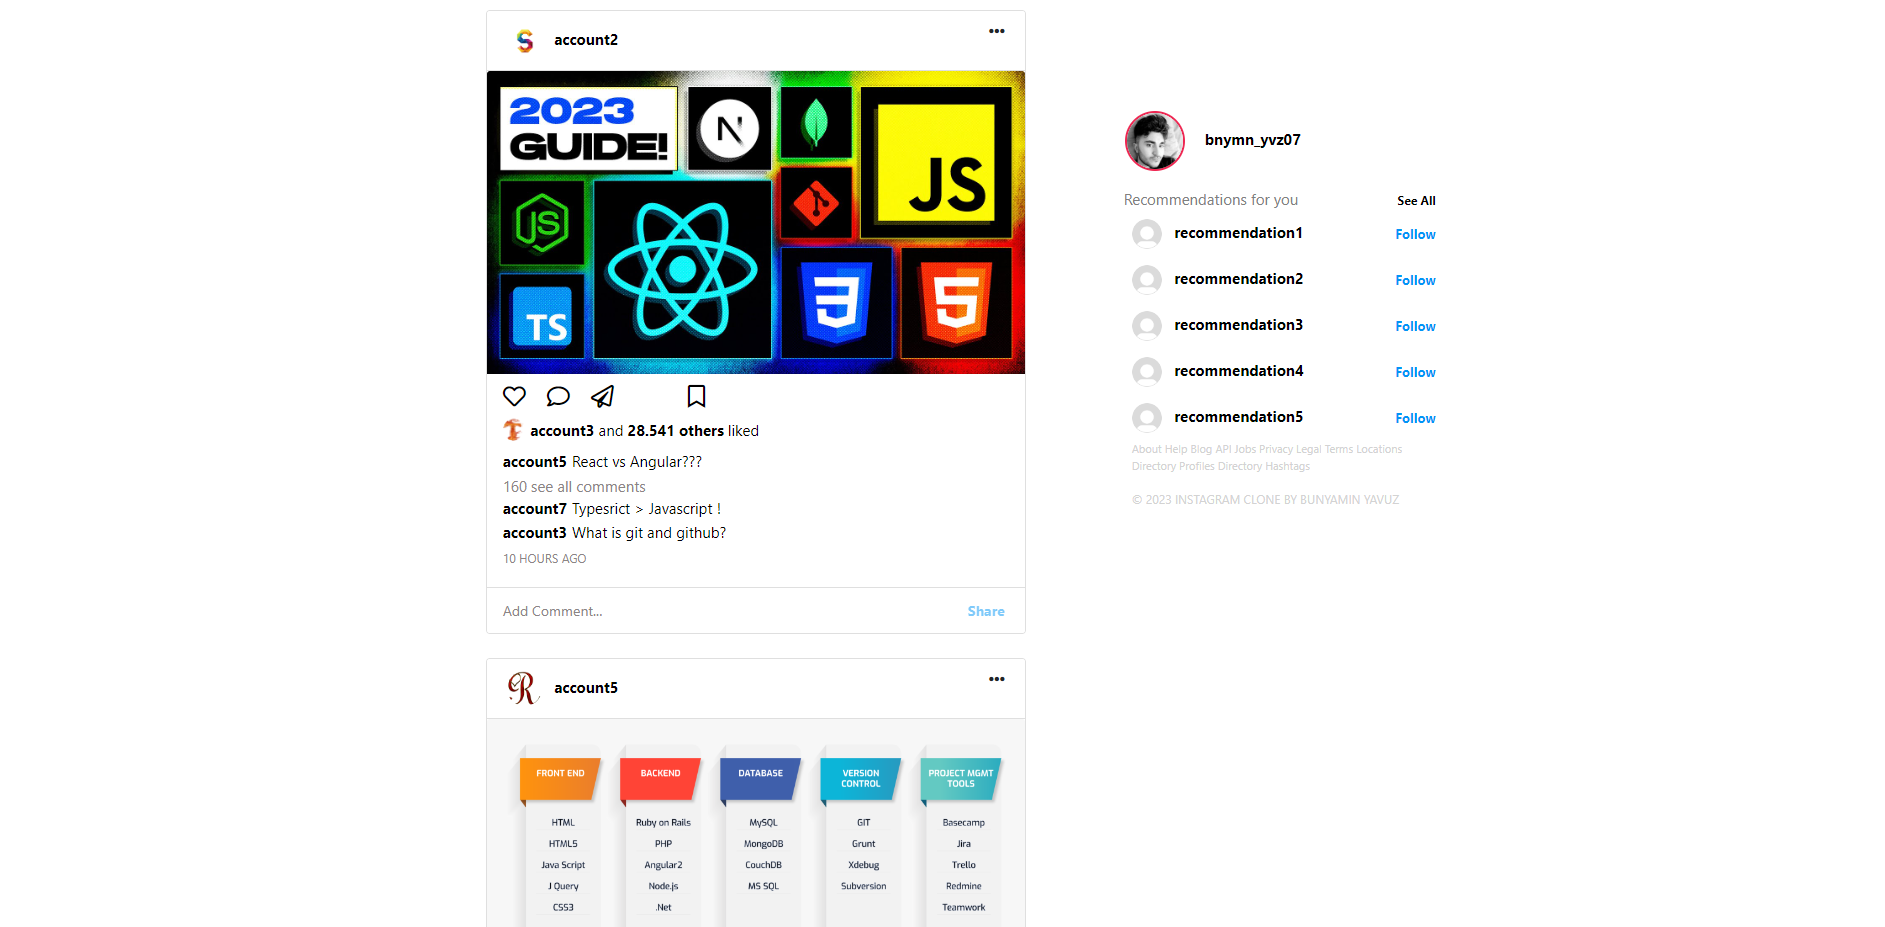 account2
2023
GUIDE!
N
JS
JS
TS
3
5
account3 and 28.541 others liked
account5 React vs Angular???
160 see all comments
account7 Typesrict > Javascript !
account3 What is git and github?
10 HOURS AGO
Add Comment...
Share
account5
FRONT END
HTML
HTML5
Java Script
J Query
CSS3
BACKEND
Ruby on Rails
PHP
Angular2
Node.js
.Net
DATABASE
MySQL
MongoDB
CouchDB
MS SQL
VERSION
CONTROL
GIT
Grunt
Xdebug
Subversion
PROJECT MGMT
TOOLS
Basecamp
Jira
Trello
Redmine
Teamwork
bnymn_yvz07
Recommendations for you See All
recommendation1 Follow
recommendation2 Follow
recommendation3 Follow
recommendation4 Follow
recommendation5 Follow
About Help Blog API Jobs Privacy Legal Terms Locations
Directory Profiles Directory Hashtags
© 2023 INSTAGRAM CLONE BY BUNYAMIN YAVUZ